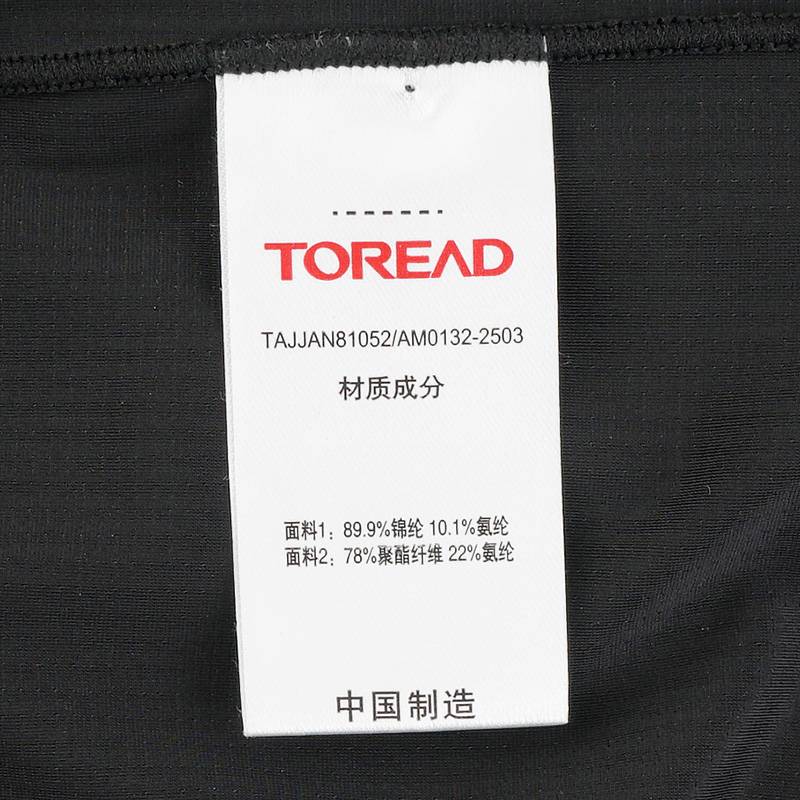 TOREAD
TAJJAN81052/AM0132-2503
材质成分
面料1: 89.9%锦纶 10.1%氨纶
面料2: 78%聚酯纤维 22%氨纶
中国制造